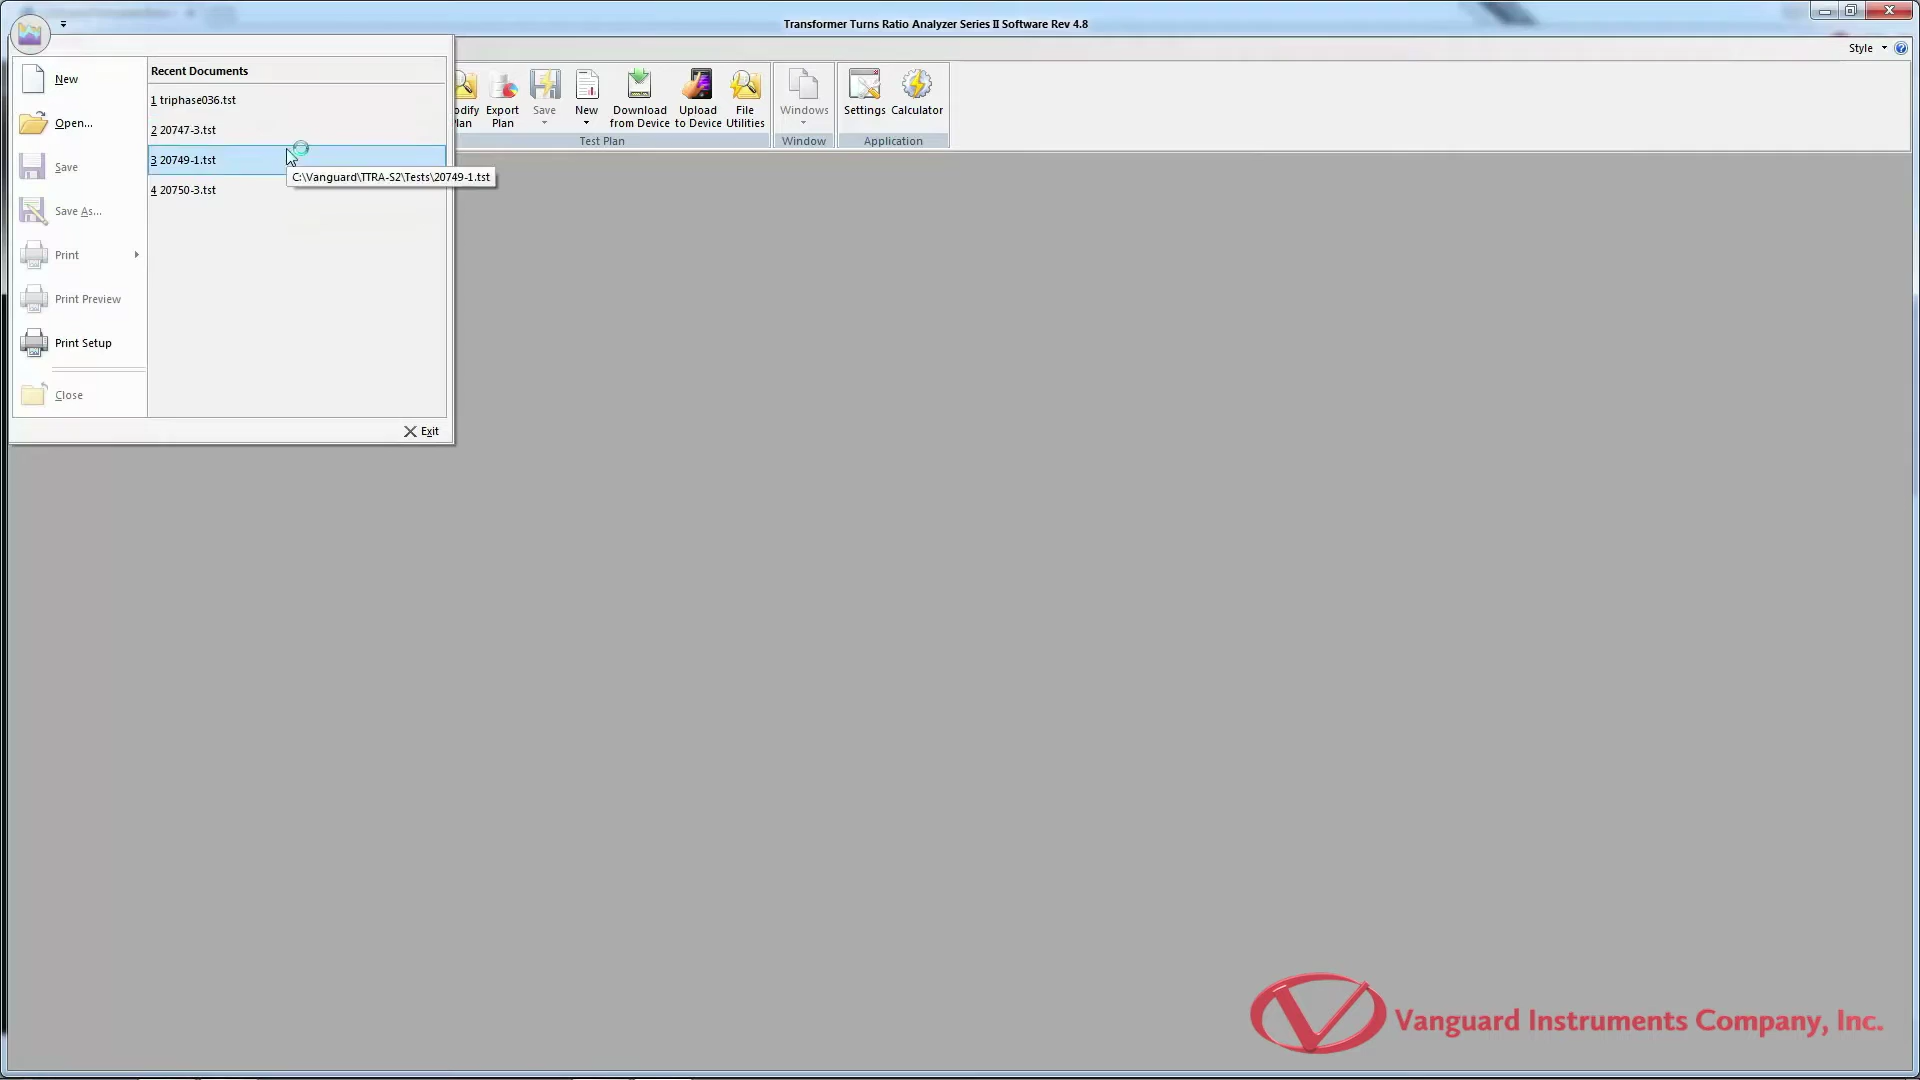 Transformer Turns Ratio Analyzer Series II Software Rev 4.8
Style
New
Open...
Save
Save As...
Print
Print Preview
Print Setup
Close
Recent Documents
1 triphase036.tst
2 20747-3.tst
3 20749-1.tst
C:\Vanguard\TTRA-S2\Tests\20749-1.tst
4 20750-3.tst
Exit
odify
lan
Export
Plan
Save
New
Download
from Device
Upload
to Device
File
Utilities
Test Plan
Windows
Window
Settings
Calculator
Application
Vanguard Instruments Company, Inc.